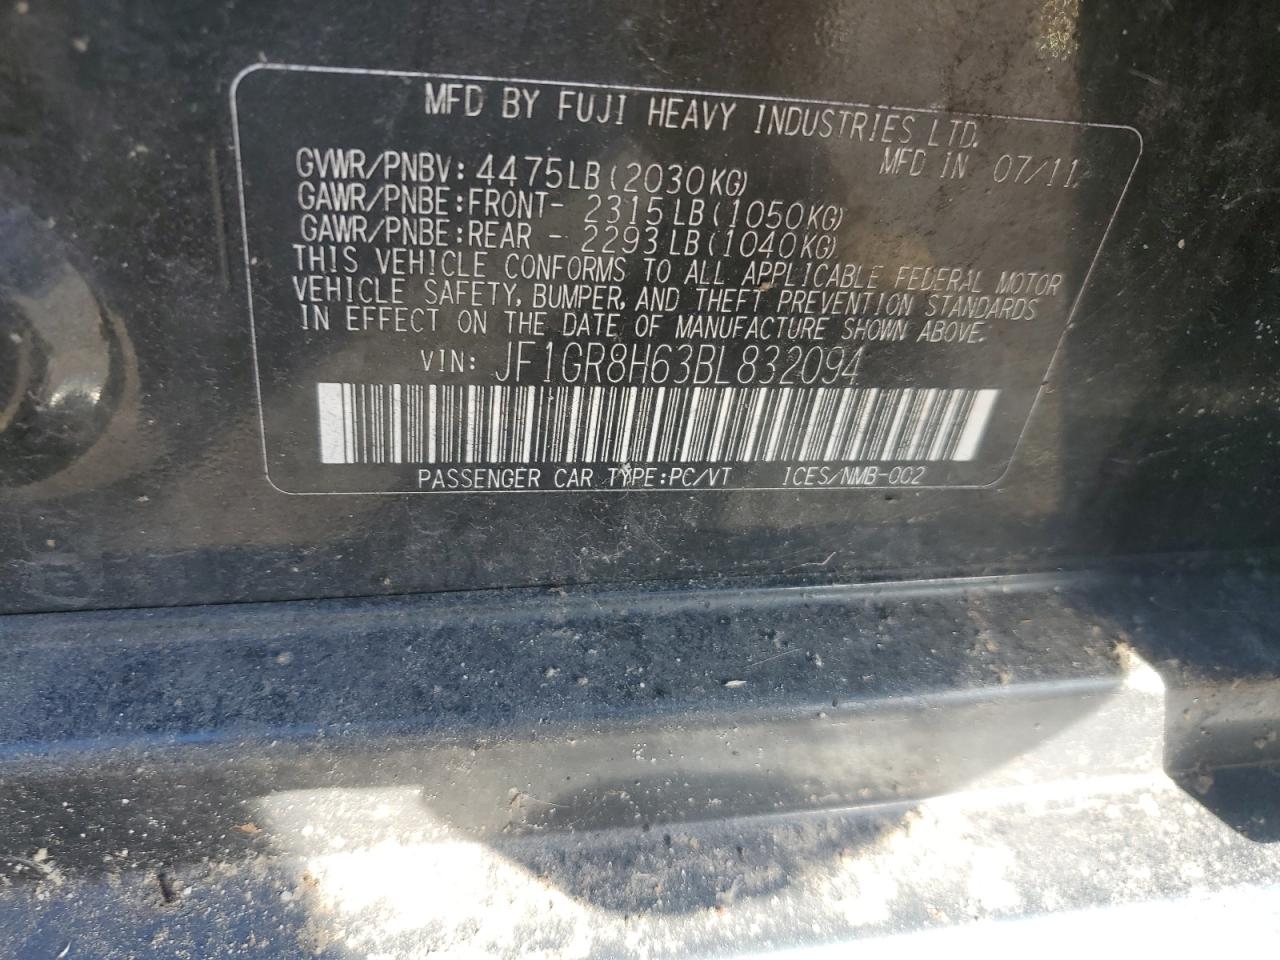 MFD BY FUJI HEAVY INDUSTRIES LTD.
MFD IN 07/11
GVWR/PNBV: 4475LB (2030KG)
GAWR/PNBE:FRONT- 2315LB (1050KG)
GAWR/PNBE:REAR - 2293LB (1040KG)
THIS VEHICLE CONFORMS TO ALL APPLICABLE FEDERAL MOTOR
VEHICLE SAFETY, BUMPER, AND THEFT PREVENTION STANDARDS
IN EFFECT ON THE DATE OF MANUFACTURE SHOWN ABOVE.
VIN: JF1GR8H63BL832094
PASSENGER CAR TYPE:PC/VT ICES/NMB-002